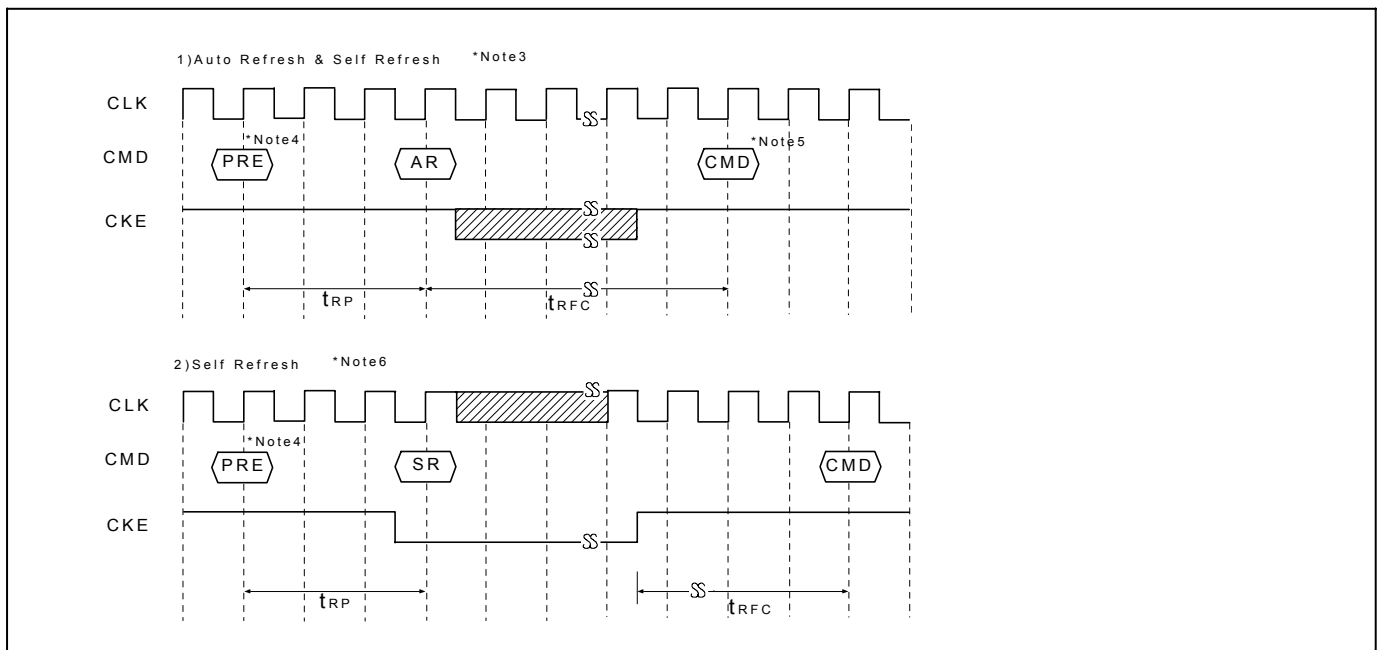 1)Auto Refresh & Self Refresh *Note3
CLK
*Note4 *Note5
CMD PRE AR CMD
CKE
tRP tRFC
2)Self Refresh *Note6
CLK
*Note4
CMD PRE SR CMD
CKE
tRP tRFC